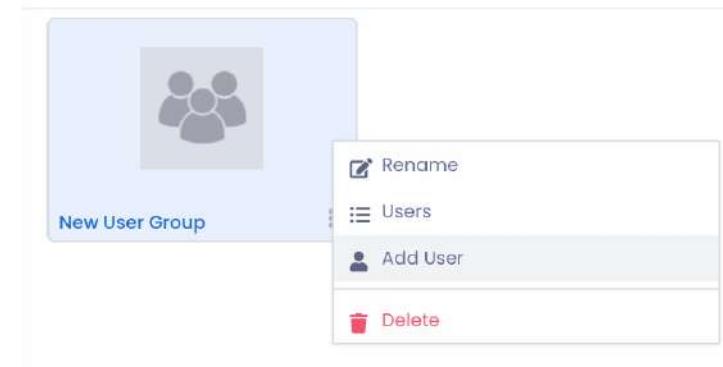 Rename
Users
New User Group
Add User
Delete